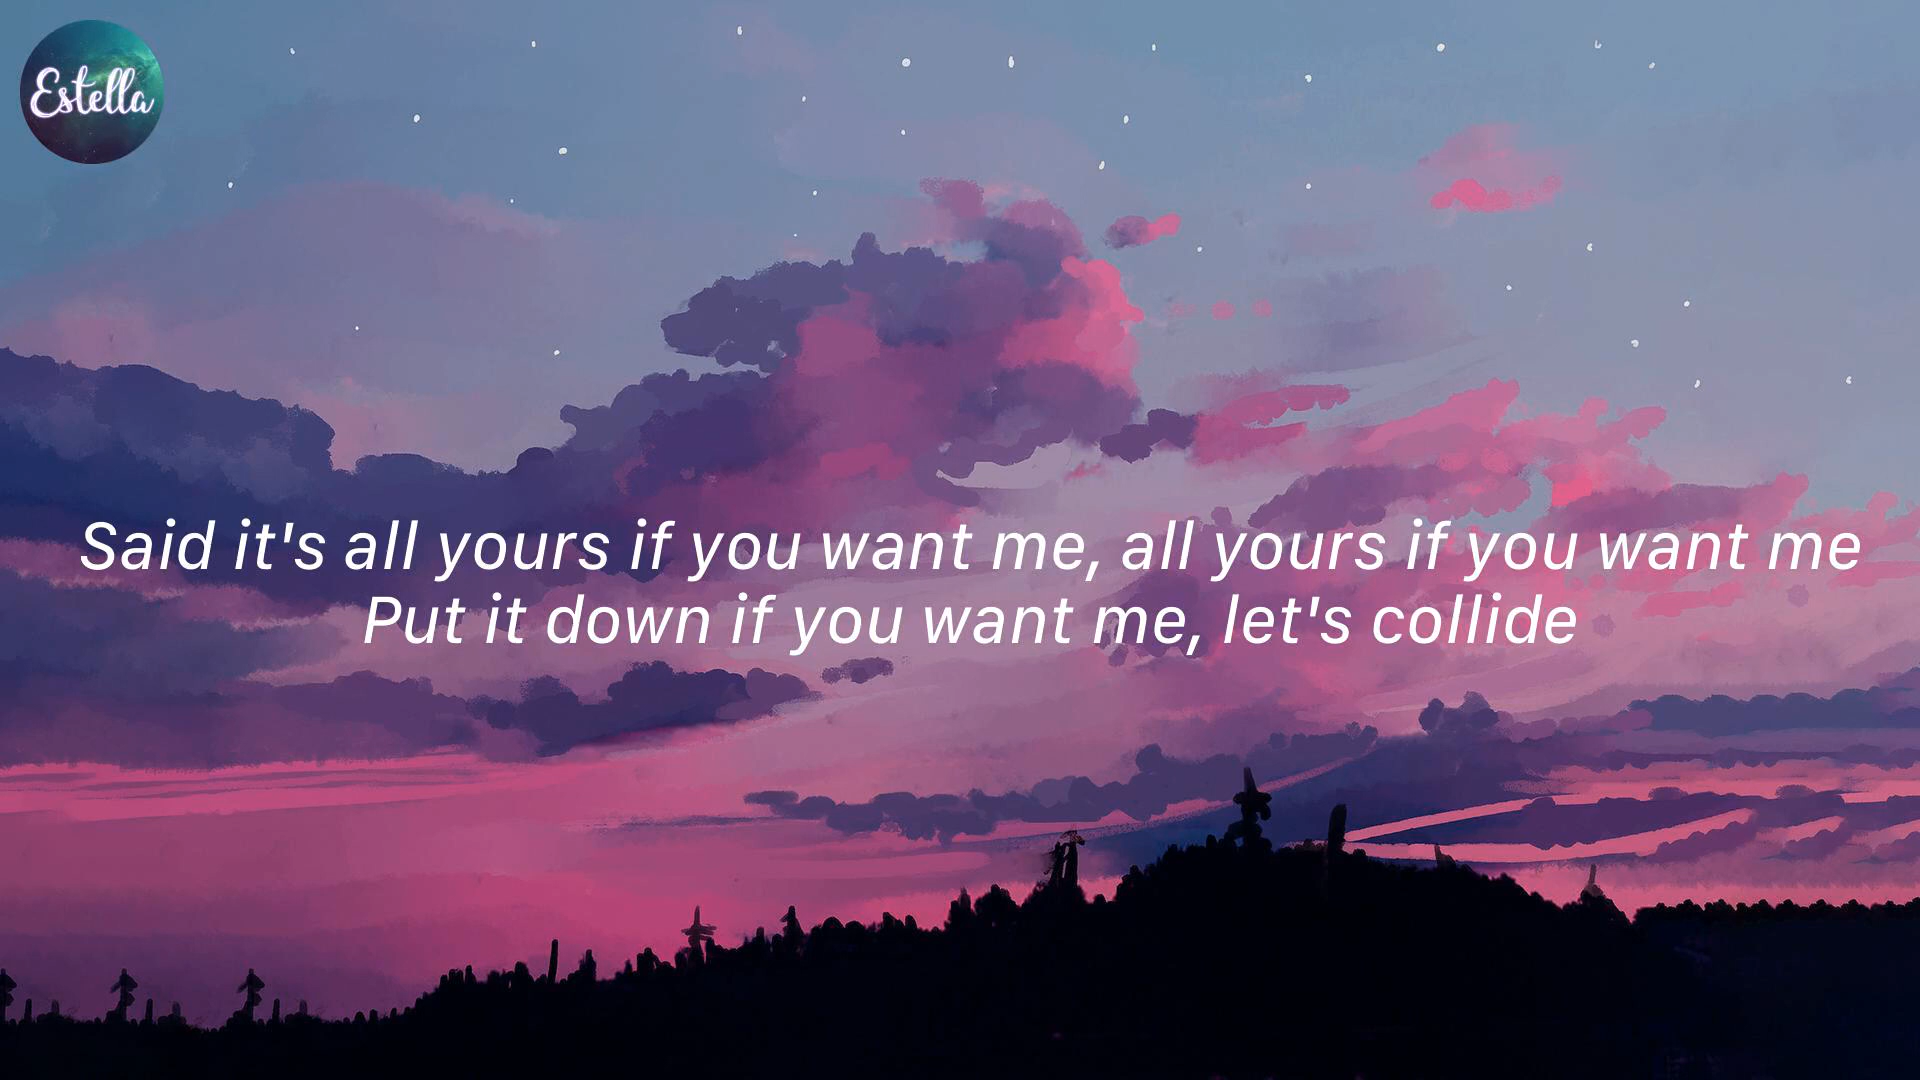 Estella
Said it's all yours if you want me, all yours if you want me
Put it down if you want me, let's collide